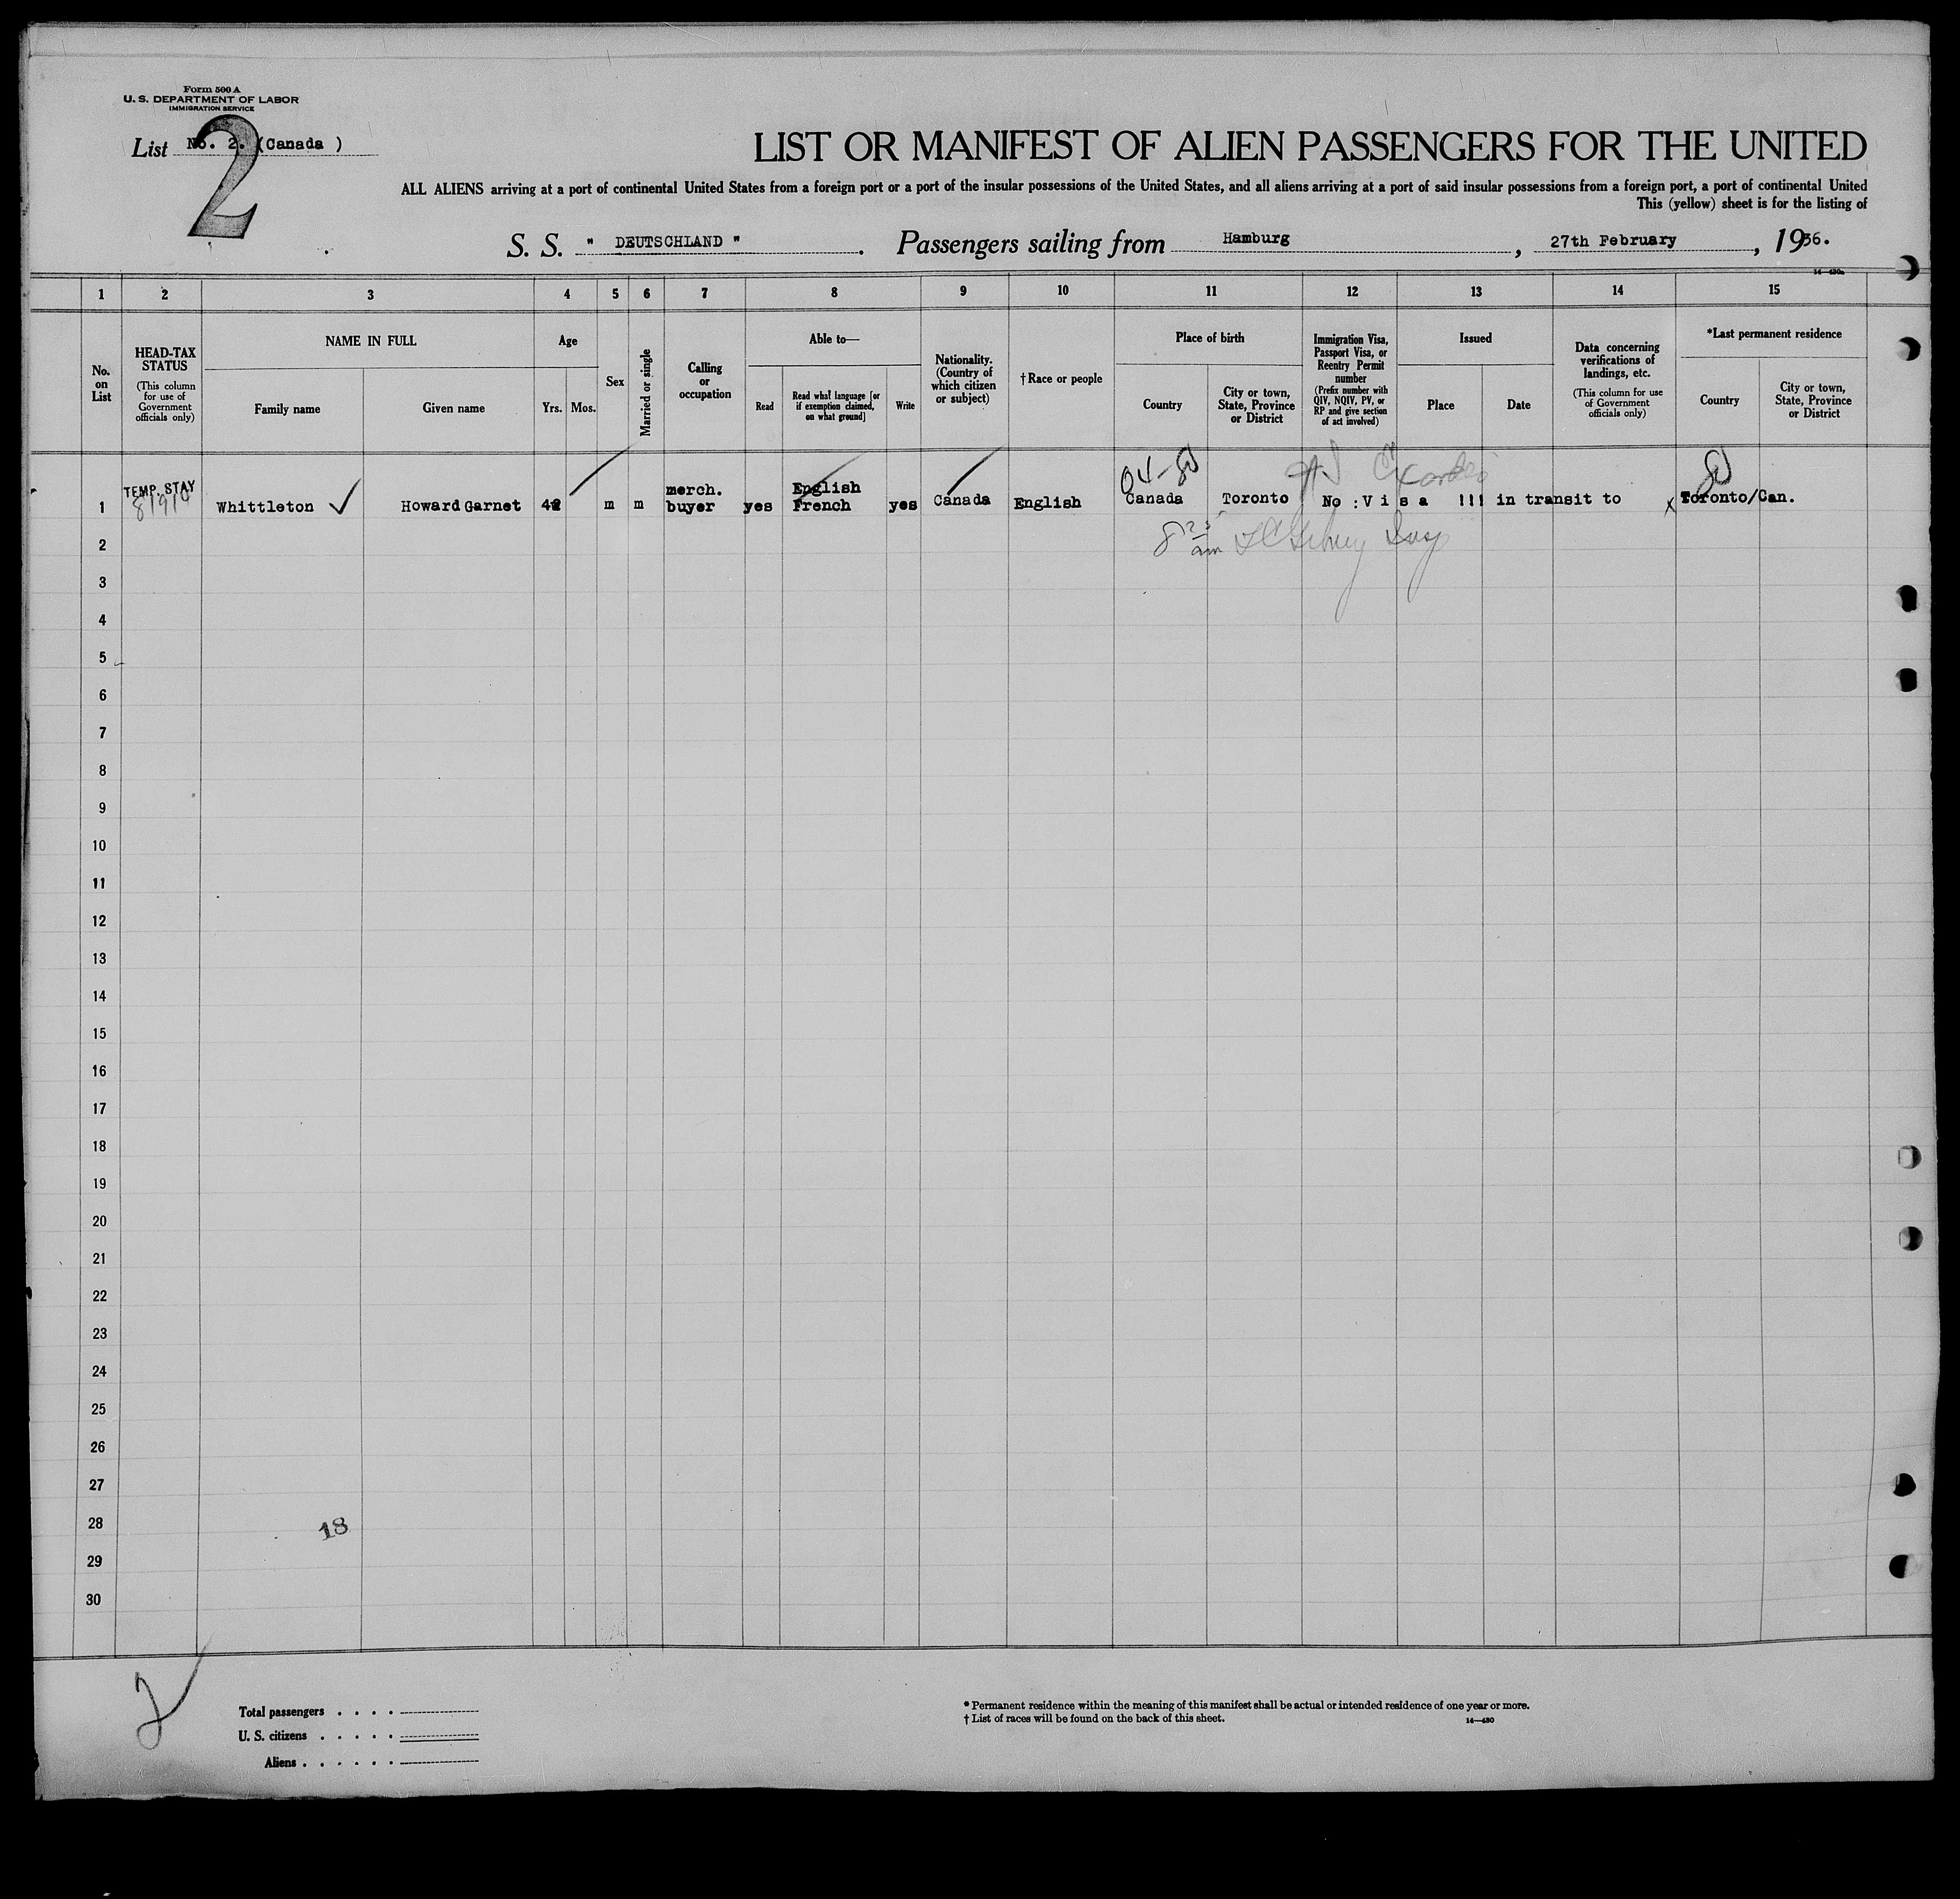 Form 500 A
U. S. DEPARTMENT OF LABOR
IMMIGRATION SERVICE
List No. 2. (Canada )
2
LIST OR MANIFEST OF ALIEN PASSENGERS FOR THE UNITED
ALL ALIENS arriving at a port of continental United States from a foreign port or a port of the insular possessions of the United States, and all aliens arriving at a port of said insular possessions from a foreign port, a port of continental United
This (yellow) sheet is for the listing of
S. S. " DEUTSCHLAND ". Passengers sailing from Hamburg, 27th February, 1936.
1 2 3 4 5 6 7 8 9 10 11 12 13 14 15
No. on List
HEAD-TAX STATUS
(This column for use of Government officials only)
NAME IN FULL
Family name
Given name
Age
Yrs.
Mos.
Sex
Married or single
Calling or occupation
Able to—
Read
Read what language [or if exemption claimed, on what ground]
Write
Nationality. (Country of which citizen or subject)
†Race or people
Place of birth
Country
City or town, State, Province or District
Immigration Visa, Passport Visa, or Reentry Permit number
(Prefix number with QIV, NQIV, PV, or RP and give section of act involved)
Issued
Place
Date
Data concerning verifications of landings, etc.
(This column for use of Government officials only)
*Last permanent residence
Country
City or town, State, Province or District
TEMP. STAY
1 Whittleton Howard Garnet 42 m m merch. buyer yes English French yes Canada English Canada Toronto No :V i s a !!! in transit to x Toronto/Can.
2
3
4
5
6
7
8
9
10
11
12
13
14
15
16
17
18
19
20
21
22
23
24
25
26
27
28
29
30
18
2
Total passengers
U. S. citizens
Aliens
* Permanent residence within the meaning of this manifest shall be actual or intended residence of one year or more.
† List of races will be found on the back of this sheet.
14—430